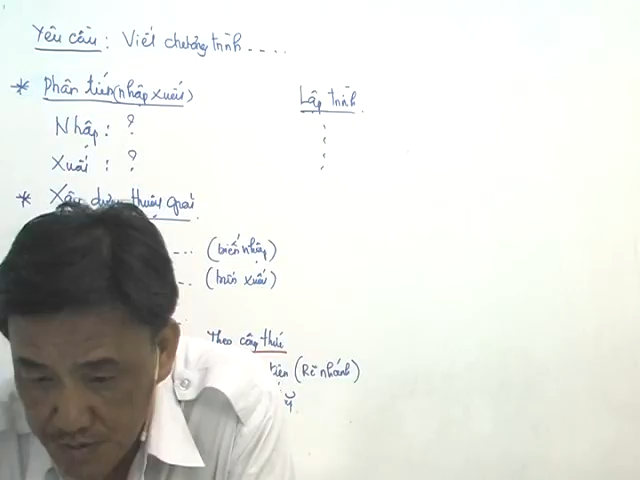 Yêu cầu: Viết chương trình ....
* Phân tích (nhập xuất)
Nhập: ?
Xuất: ?
* Xây dựng thuật giải
... (biến nhập)
.. (biến xuất)
Theo công thức
(Rẽ nhánh)
Lập trình